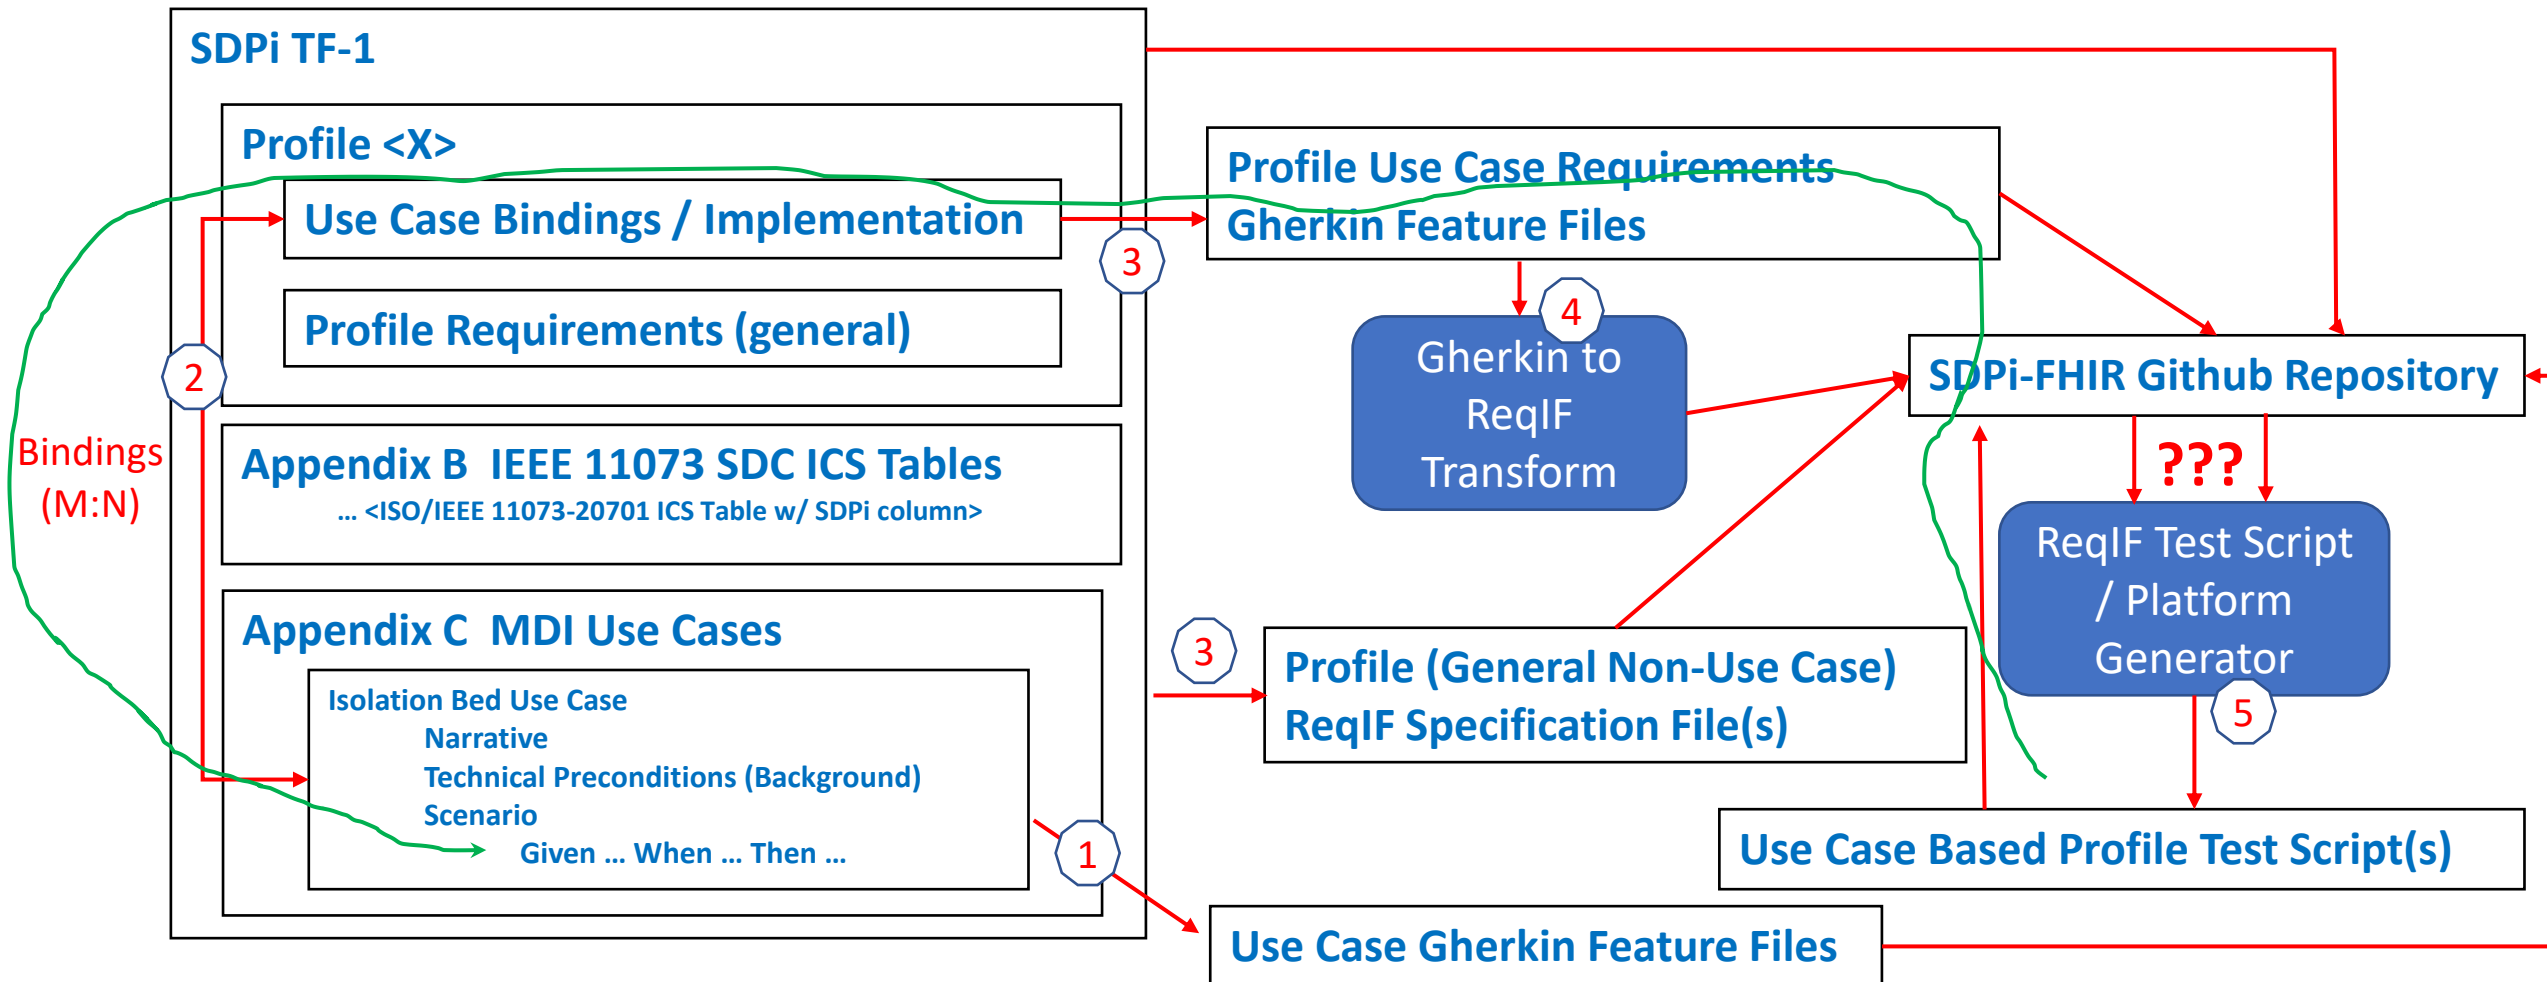 SDPi TF-1
Profile <X>
Use Case Bindings / Implementation
Profile Requirements (general)
2
Bindings
(M:N)
Appendix B  IEEE 11073 SDC ICS Tables
... <ISO/IEEE 11073-20701 ICS Table w/ SDPi column>
Appendix C  MDI Use Cases
Isolation Bed Use Case
Narrative
Technical Preconditions (Background)
Scenario
Given ... When ... Then ...
1
3
Profile Use Case Requirements
Gherkin Feature Files
4
Gherkin to
ReqIF
Transform
3
Profile (General Non-Use Case)
ReqIF Specification File(s)
SDPi-FHIR Github Repository
???
ReqIF Test Script
/ Platform
Generator
5
Use Case Based Profile Test Script(s)
Use Case Gherkin Feature Files